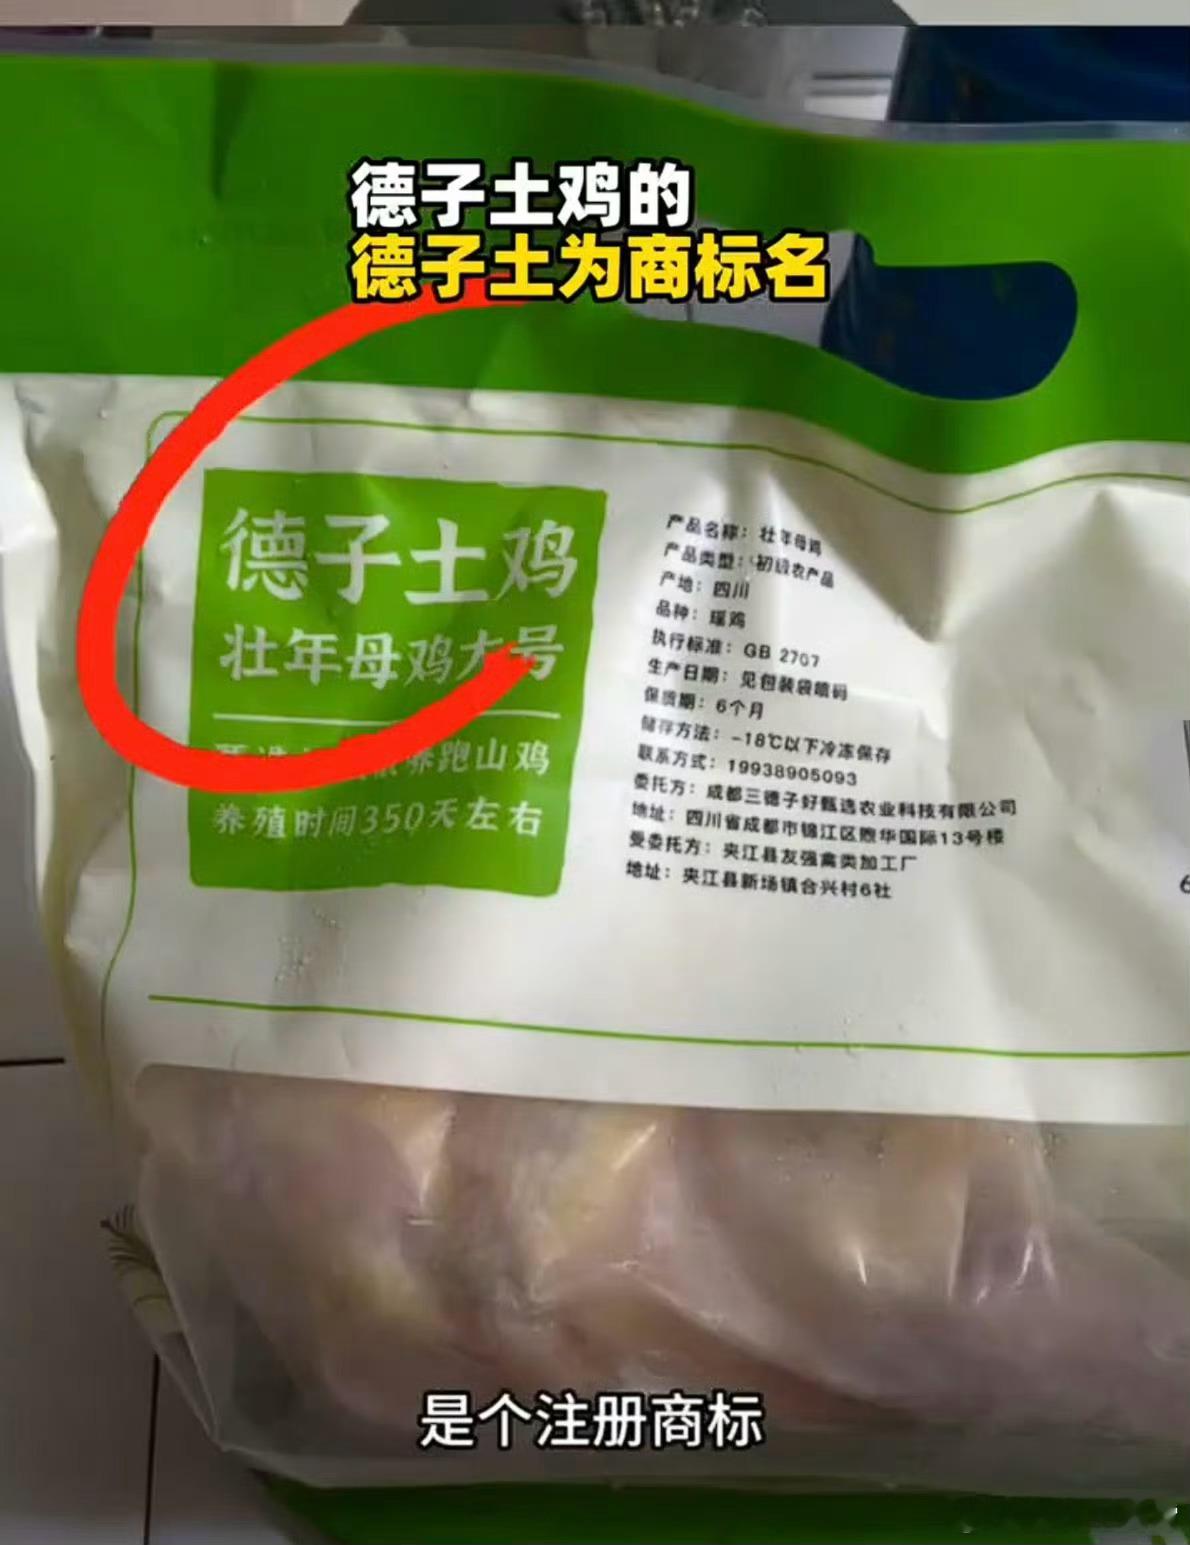 德子土鸡的
德子土为商标名
德子土鸡
壮年母鸡大号
养跑山鸡
养殖时间350天左右
产品名称：壮年母鸡
产品类型：初级农产品
产地：四川
品种：瑶鸡
执行标准：GB 2707
生产日期：见包装袋喷码
保质期：6个月
储存方法：-18℃以下冷冻保存
联系方式：19938905093
委托方：成都三德子好甄选农业科技有限公司
地址：四川省成都市锦江区煦华国际13号楼
受委托方：夹江县友强禽类加工厂
地址：夹江县新场镇合兴村6社
是个注册商标